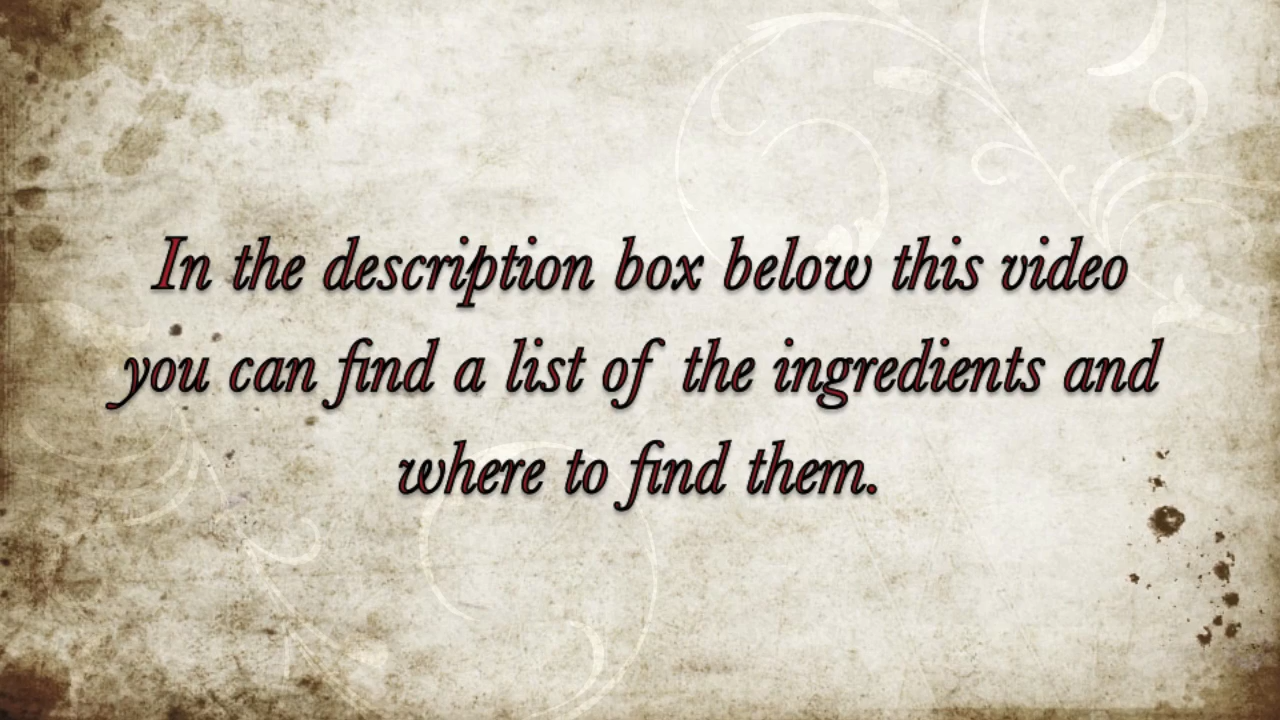 In the description box below this video
you can find a list of the ingredients and
where to find them.